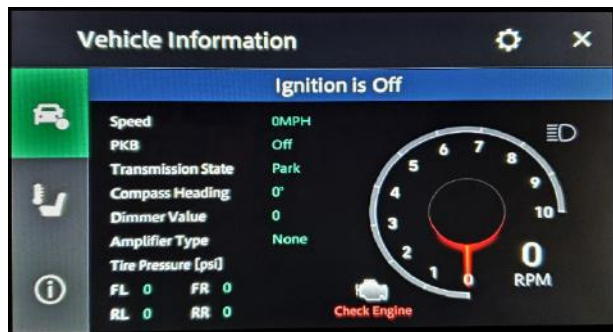 Vehicle Information
Ignition is Off
Speed 0MPH
PKB Off
Transmission State Park
Compass Heading 0°
Dimmer Value 0
Amplifier Type None
Tire Pressure [psi]
FL 0 FR 0
RL 0 RR 0
0 1 2 3 4 5 6 7 8 9 10
0
RPM
Check Engine